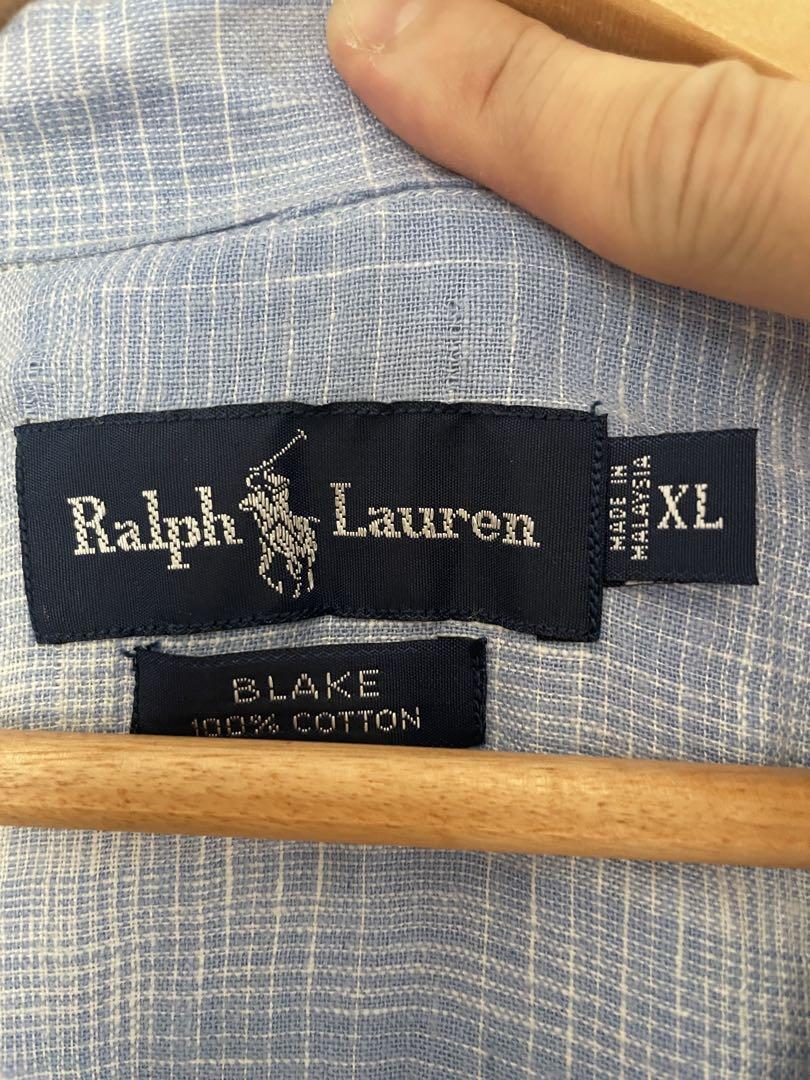 Ralph Lauren
MADE IN
MALAYSIA
XL
BLAKE
100% COTTON